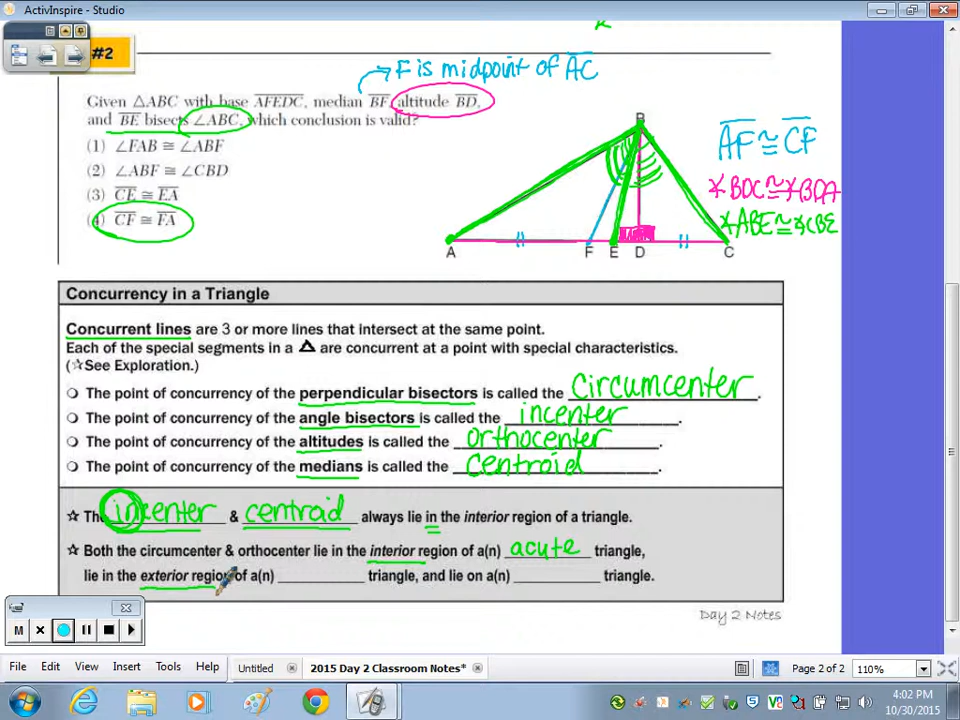 ActivInspire - Studio
#2
F is midpoint of AC
Given △ABC with base AFEDC, median BF, altitude BD,
and BE bisects ∠ABC, which conclusion is valid?
(1) ∠FAB ≅ ∠ABF
(2) ∠ABF ≅ ∠CBD
(3) CE ≅ EA
(4) CF ≅ FA
B
AF ≅ CF
∡BDC≅∡BDA
∡ABE≅∡CBE
A F E D C
Concurrency in a Triangle
Concurrent lines are 3 or more lines that intersect at the same point.
Each of the special segments in a Δ are concurrent at a point with special characteristics.
(☆See Exploration.)
❍ The point of concurrency of the perpendicular bisectors is called the circumcenter.
❍ The point of concurrency of the angle bisectors is called the incenter.
❍ The point of concurrency of the altitudes is called the orthocenter.
❍ The point of concurrency of the medians is called the centroid.
☆ The incenter & centroid always lie in the interior region of a triangle.
☆ Both the circumcenter & orthocenter lie in the interior region of a(n) acute triangle,
lie in the exterior region of a(n) ____________ triangle, and lie on a(n) ____________ triangle.
Day 2 Notes
M
File Edit View Insert Tools Help Untitled 2015 Day 2 Classroom Notes* Page 2 of 2 110%
4:02 PM
10/30/2015